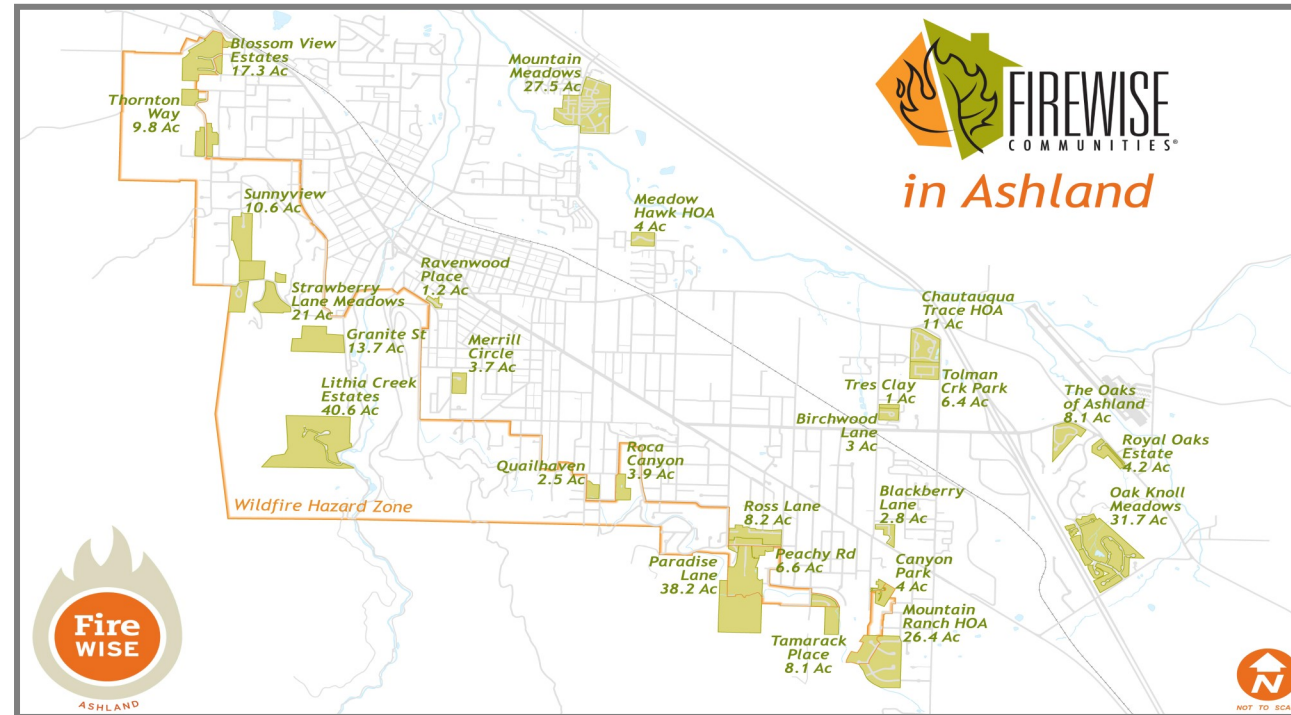 Blossom View
Estates
17.3 Ac
Thornton
Way
9.8 Ac
Mountain
Meadows
27.5 Ac
FIREWISE
COMMUNITIES®
in Ashland
Sunnyview
10.6 Ac
Meadow
Hawk HOA
4 Ac
Ravenwood
Place
1.2 Ac
Strawberry
Lane Meadows
21 Ac
Granite St
13.7 Ac
Merrill
Circle
3.7 Ac
Lithia Creek
Estates
40.6 Ac
Chautauqua
Trace HOA
11 Ac
Tres Clay
1 Ac
Tolman
Crk Park
6.4 Ac
Birchwood
Lane
3 Ac
The Oaks
of Ashland
8.1 Ac
Royal Oaks
Estate
4.2 Ac
Quailhaven
2.5 Ac
Roca
Canyon
3.9 Ac
Wildfire Hazard Zone
Ross Lane
8.2 Ac
Blackberry
Lane
2.8 Ac
Oak Knoll
Meadows
31.7 Ac
Paradise
Lane
38.2 Ac
Peachy Rd
6.6 Ac
Canyon
Park
4 Ac
Mountain
Ranch HOA
26.4 Ac
Tamarack
Place
8.1 Ac
Fire
WISE
ASHLAND
N
NOT TO SCA